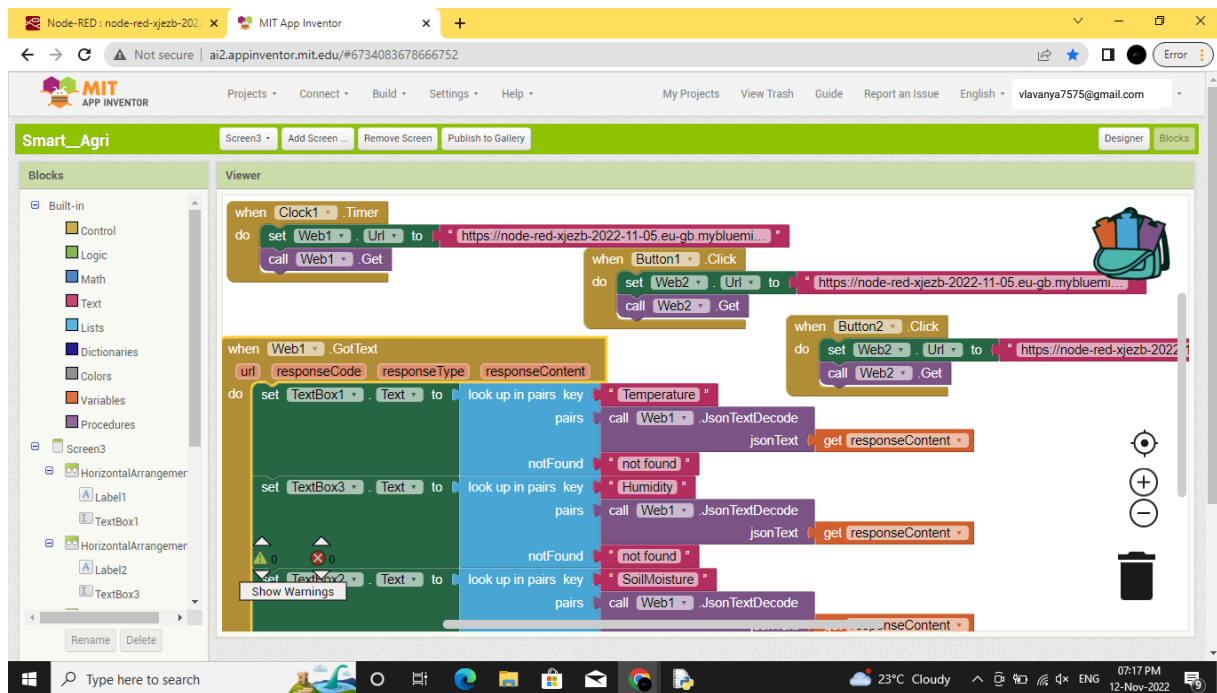 Node-RED : node-red-xjezb-202
MIT App Inventor
Not secure | ai2.appinventor.mit.edu/#6734083678666752
Error
MIT
APP INVENTOR
Projects Connect Build Settings Help My Projects View Trash Guide Report an Issue English vlavanya7575@gmail.com
Smart__Agri Screen3 Add Screen ... Remove Screen Publish to Gallery Designer Blocks
Blocks Viewer
Built-in
Control
Logic
Math
Text
Lists
Dictionaries
Colors
Variables
Procedures
Screen3
HorizontalArrangemer
Label1
TextBox1
HorizontalArrangemer
Label2
TextBox3
Rename Delete
when Clock1 .Timer
do set Web1 . Url to " https://node-red-xjezb-2022-11-05.eu-gb.mybluemi... "
call Web1 .Get
when Button1 .Click
do set Web2 . Url to " https://node-red-xjezb-2022-11-05.eu-gb.mybluemi...
call Web2 .Get
when Button2 .Click
do set Web2 . Url to " https://node-red-xjezb-2022-1
call Web2 .Get
when Web1 .GotText
url responseCode responseType responseContent
do set TextBox1 . Text to look up in pairs key " Temperature "
pairs call Web1 .JsonTextDecode
jsonText get responseContent
notFound " not found "
set TextBox3 . Text to look up in pairs key " Humidity "
pairs call Web1 .JsonTextDecode
jsonText get responseContent
notFound " not found "
set TextBox2 . Text to look up in pairs key " SoilMoisture "
pairs call Web1 .JsonTextDecode
responseContent
0 0
Show Warnings
Type here to search
23°C Cloudy ENG 07:17 PM
12-Nov-2022
9